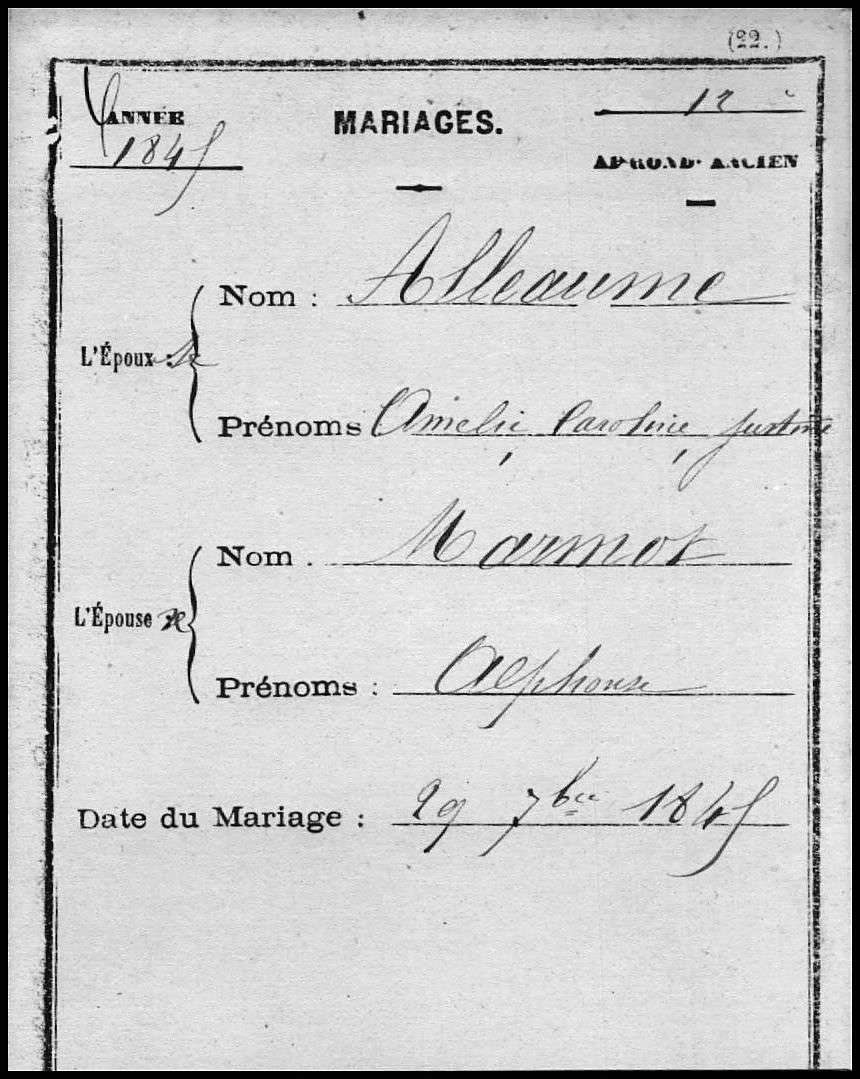 (22.)
ANNÉE
1845
MARIAGES.
12e
ARROND. ANCIEN
Nom : Alleaume
L'Époux : se
Prénoms Amélie, Caroline, Justine
Nom . Marmot
L'Épouse x
Prénoms : Alphonse
Date du Mariage : 29 7bre 1845